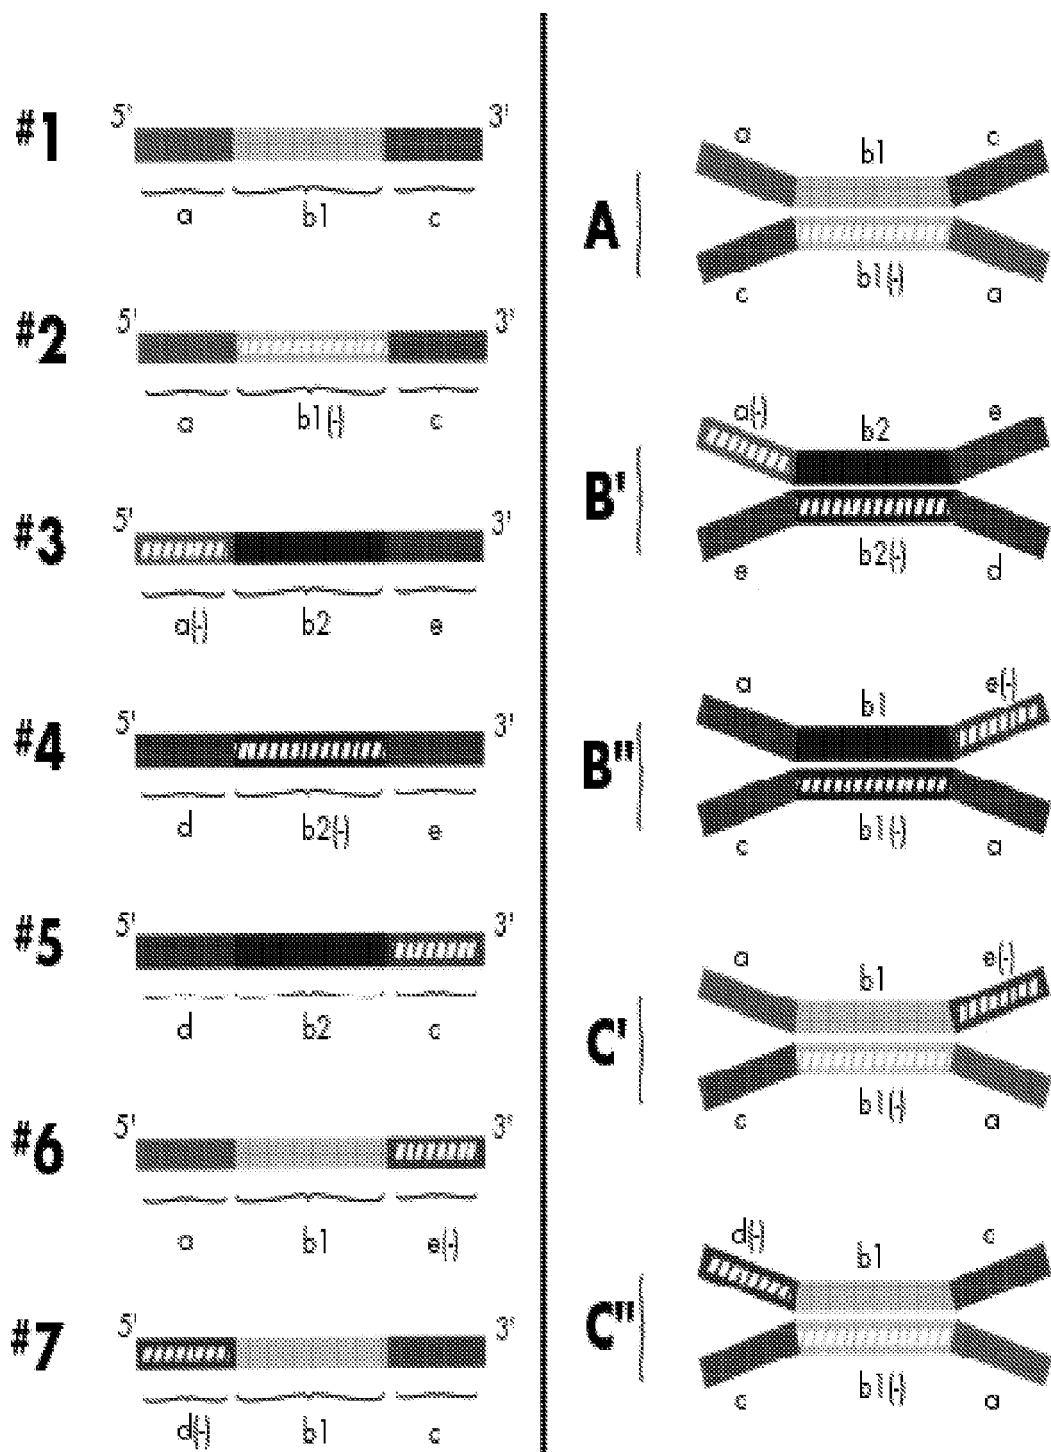 #1 5' 3'
a b1 c
#2 5' 3'
a b1(-) c
#3 5' 3'
a(-) b2 e
#4 5' 3'
d b2(-) e
#5 5' 3'
d b2 c
#6 5' 3'
a b1 e(-)
#7 5' 3'
d(-) b1 c
a b1 c
A
c b1(-) a
a(-) b2 e
B'
e b2(-) d
a b1 e(-)
B"
c b1(-) a
a b1 e(-)
C'
c b1(-) a
d(-) b1 c
C"
c b1(-) a